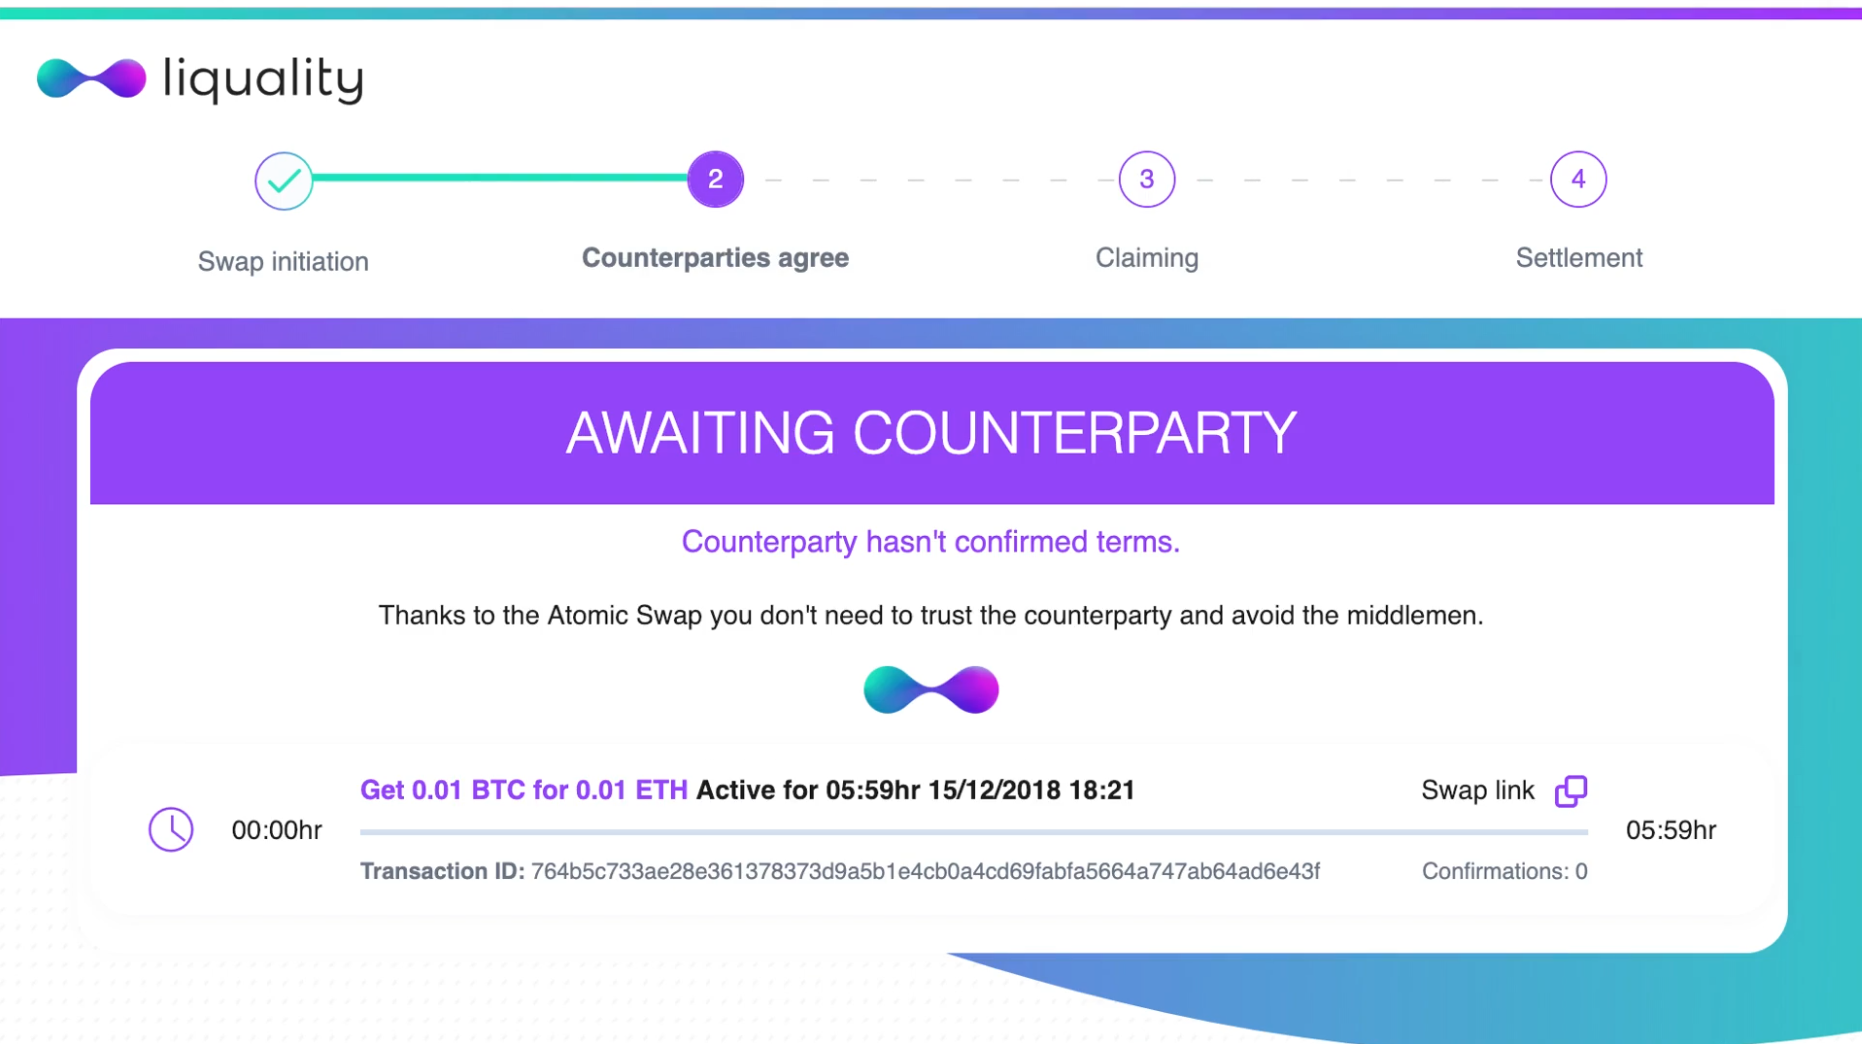 liquality
2
3
4
Swap initiation
Counterparties agree
Claiming
Settlement
AWAITING COUNTERPARTY
Counterparty hasn't confirmed terms.
Thanks to the Atomic Swap you don't need to trust the counterparty and avoid the middlemen.
Get 0.01 BTC for 0.01 ETH Active for 05:59hr 15/12/2018 18:21
Swap link
00:00hr
05:59hr
Transaction ID: 764b5c733ae28e361378373d9a5b1e4cb0a4cd69fabfa5664a747ab64ad6e43f
Confirmations: 0